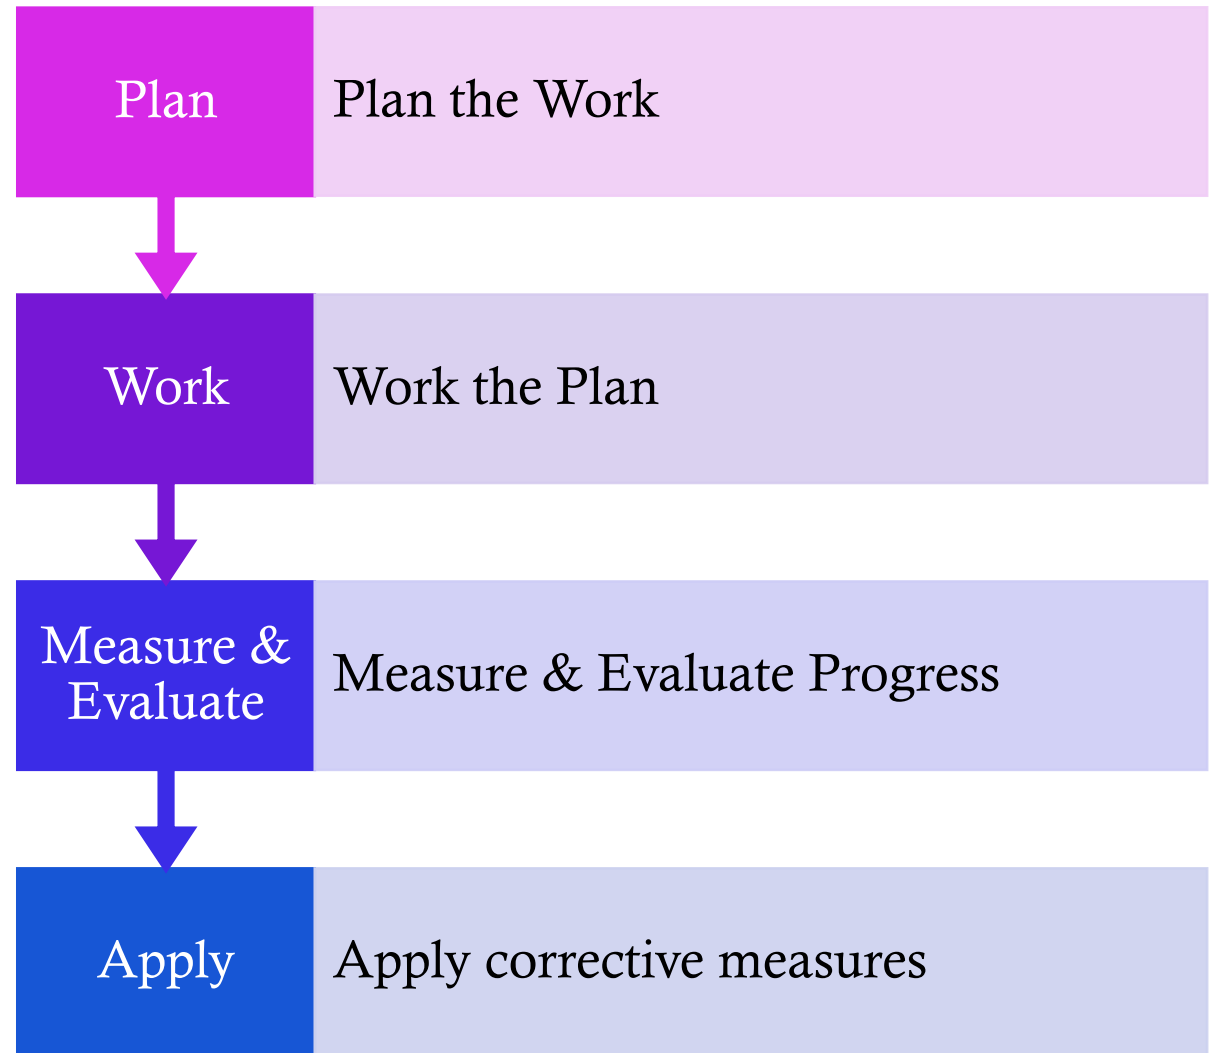 Plan
Plan the Work
Work
Work the Plan
Measure &
Evaluate
Measure & Evaluate Progress
Apply
Apply corrective measures